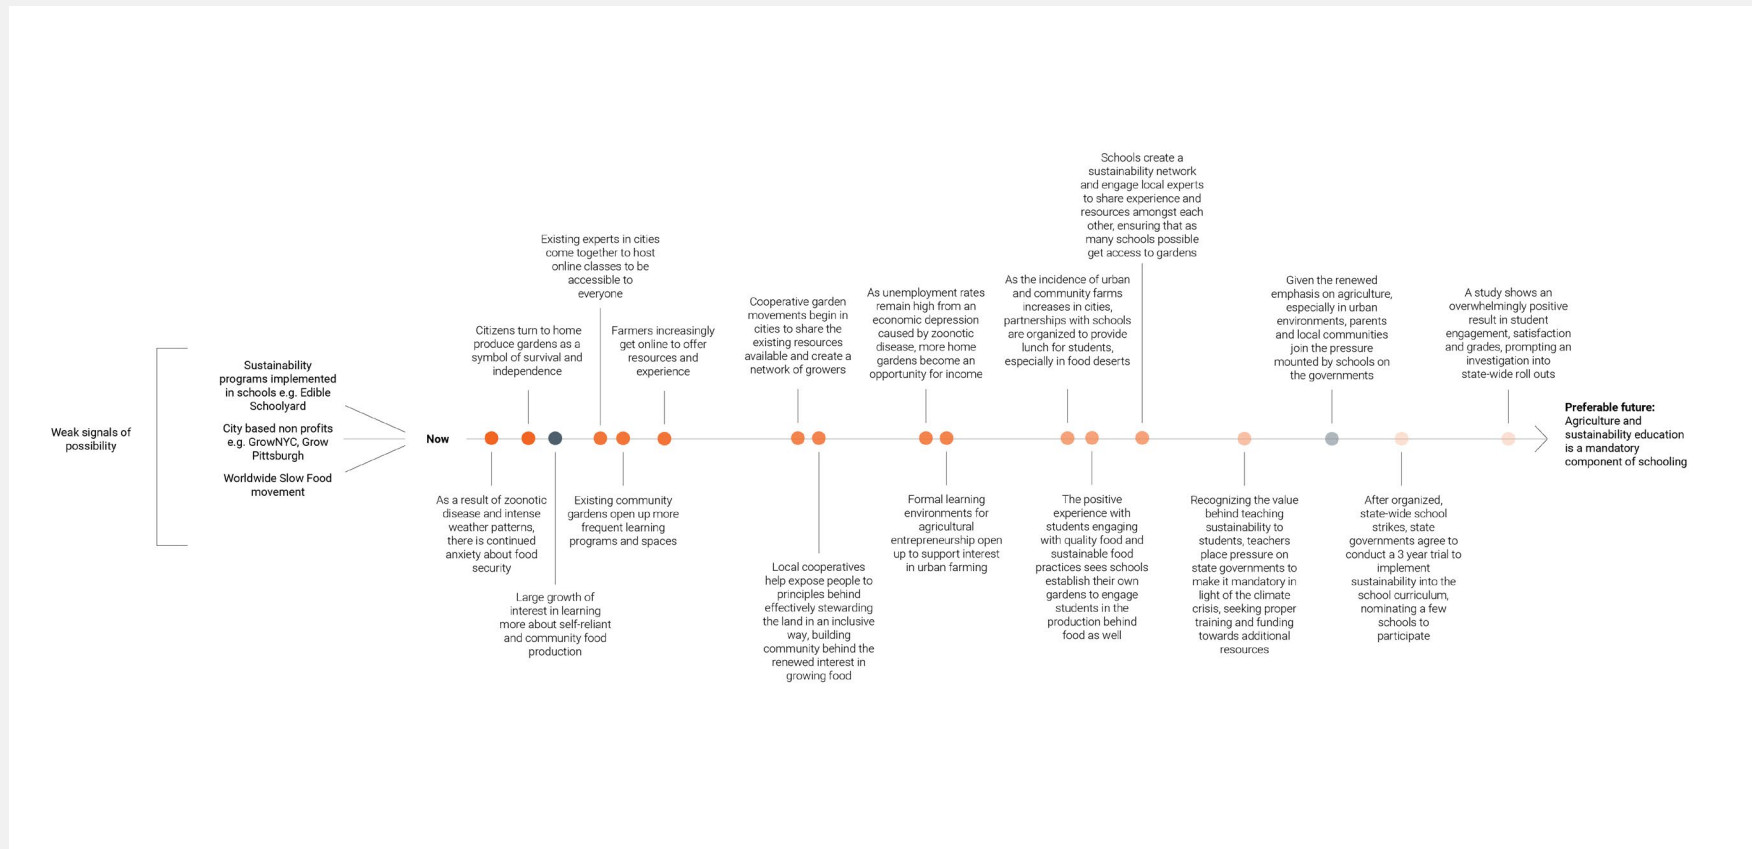 Weak signals of
possibility
Sustainability
programs implemented
in schools e.g. Edible
Schoolyard
City based non profits
e.g. GrowNYC, Grow
Pittsburgh
Worldwide Slow Food
movement
Now
As a result of zoonotic
disease and intense
weather patterns,
there is continued
anxiety about food
security
Citizens turn to home
produce gardens as a
symbol of survival and
independence
Large growth of
interest in learning
more about self-reliant
and community food
production
Existing experts in cities
come together to host
online classes to be
accessible to
everyone
Existing community
gardens open up more
frequent learning
programs and spaces
Farmers increasingly
get online to offer
resources and
experience
Cooperative garden
movements begin in
cities to share the
existing resources
available and create a
network of growers
Local cooperatives
help expose people to
principles behind
effectively stewarding
the land in an inclusive
way, building
community behind the
renewed interest in
growing food
As unemployment rates
remain high from an
economic depression
caused by zoonotic
disease, more home
gardens become an
opportunity for income
Formal learning
environments for
agricultural
entrepreneurship open
up to support interest
in urban farming
As the incidence of urban
and community farms
increases in cities,
partnerships with schools
are organized to provide
lunch for students,
especially in food deserts
The positive
experience with
students engaging
with quality food and
sustainable food
practices sees schools
establish their own
gardens to engage
students in the
production behind
food as well
Schools create a
sustainability network
and engage local experts
to share experience and
resources amongst each
other, ensuring that as
many schools possible
get access to gardens
Recognizing the value
behind teaching
sustainability to
students, teachers
place pressure on
state governments to
make it mandatory in
light of the climate
crisis, seeking proper
training and funding
towards additional
resources
Given the renewed
emphasis on agriculture,
especially in urban
environments, parents
and local communities
join the pressure
mounted by schools on
the governments
After organized,
state-wide school
strikes, state
governments agree to
conduct a 3 year trial to
implement
sustainability into the
school curriculum,
nominating a few
schools to
participate
A study shows an
overwhelmingly positive
result in student
engagement, satisfaction
and grades, prompting an
investigation into
state-wide roll outs
Preferable future:
Agriculture and
sustainability education
is a mandatory
component of schooling